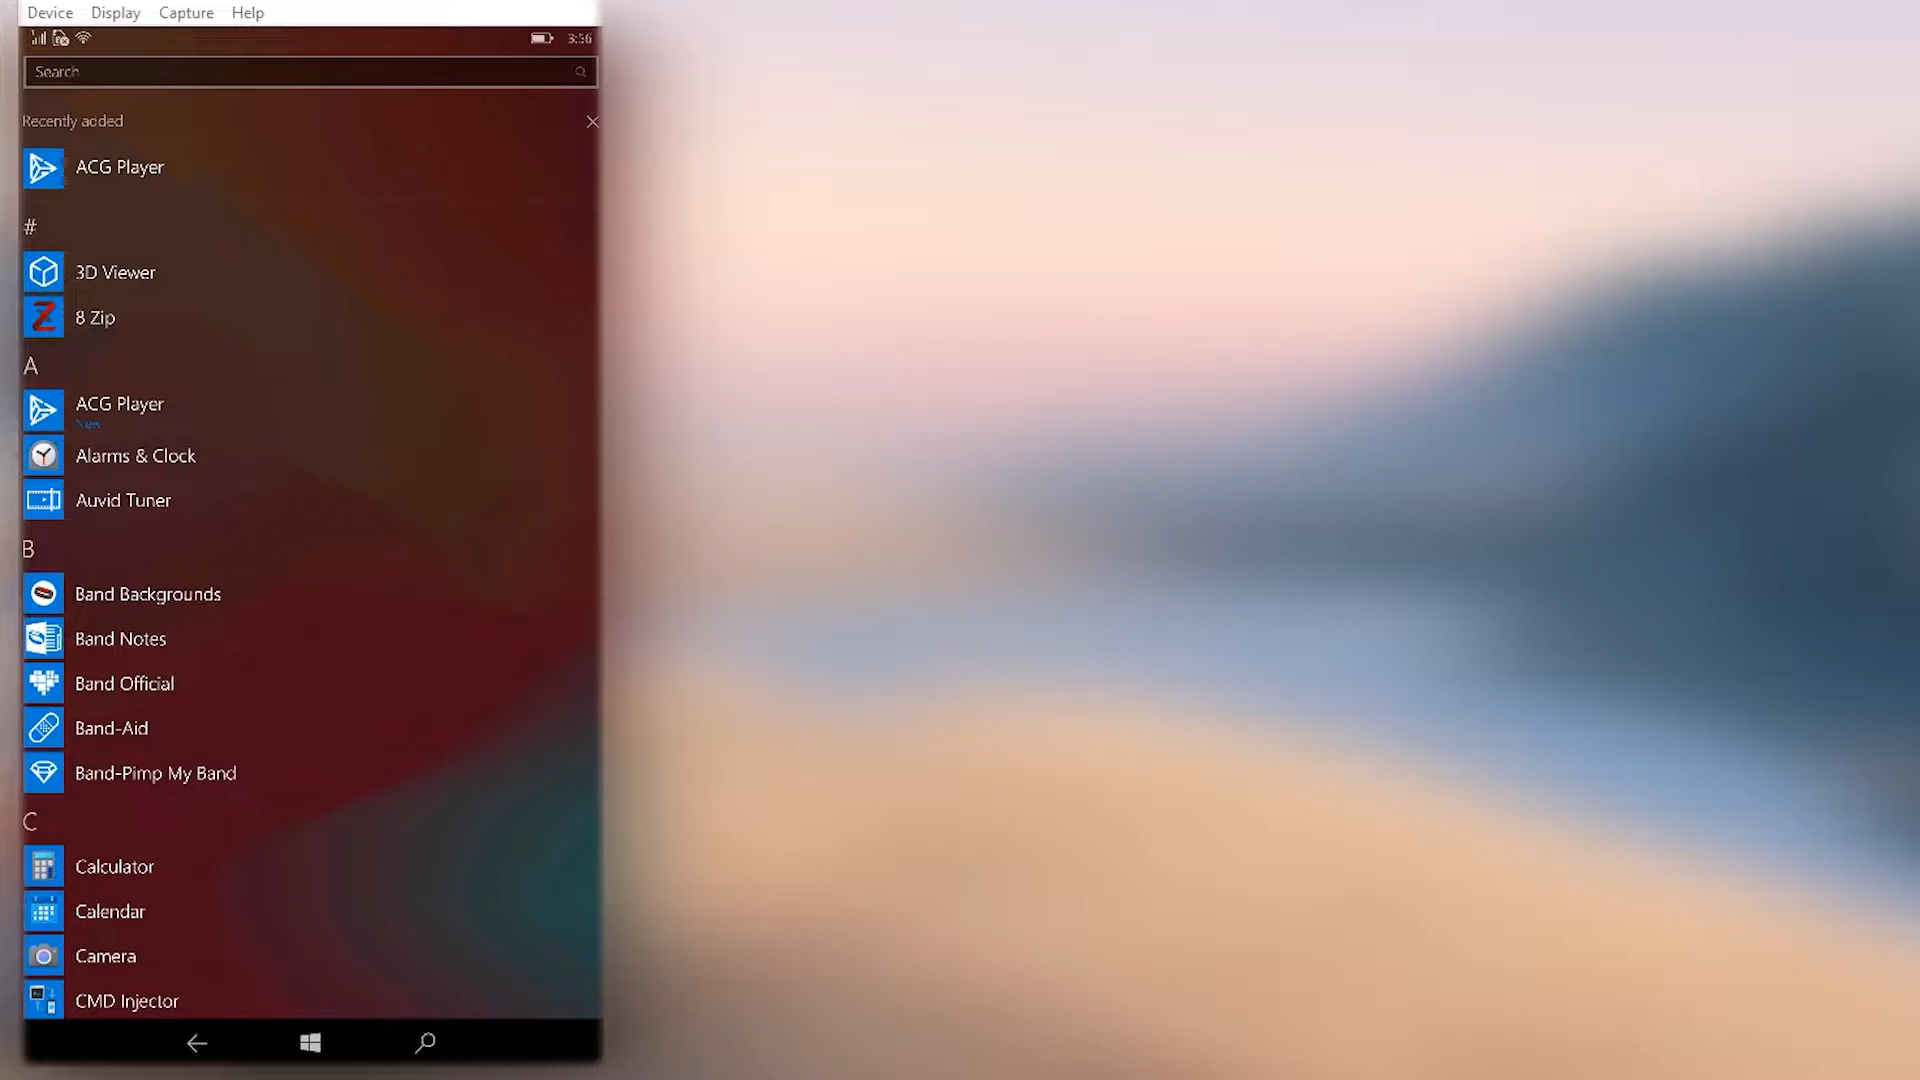 Device Display Capture Help
3:56
Search
Recently added
ACG Player
#
3D Viewer
8 Zip
A
ACG Player
New
Alarms & Clock
Auvid Tuner
B
Band Backgrounds
Band Notes
Band Official
Band-Aid
Band-Pimp My Band
C
Calculator
Calendar
Camera
CMD Injector